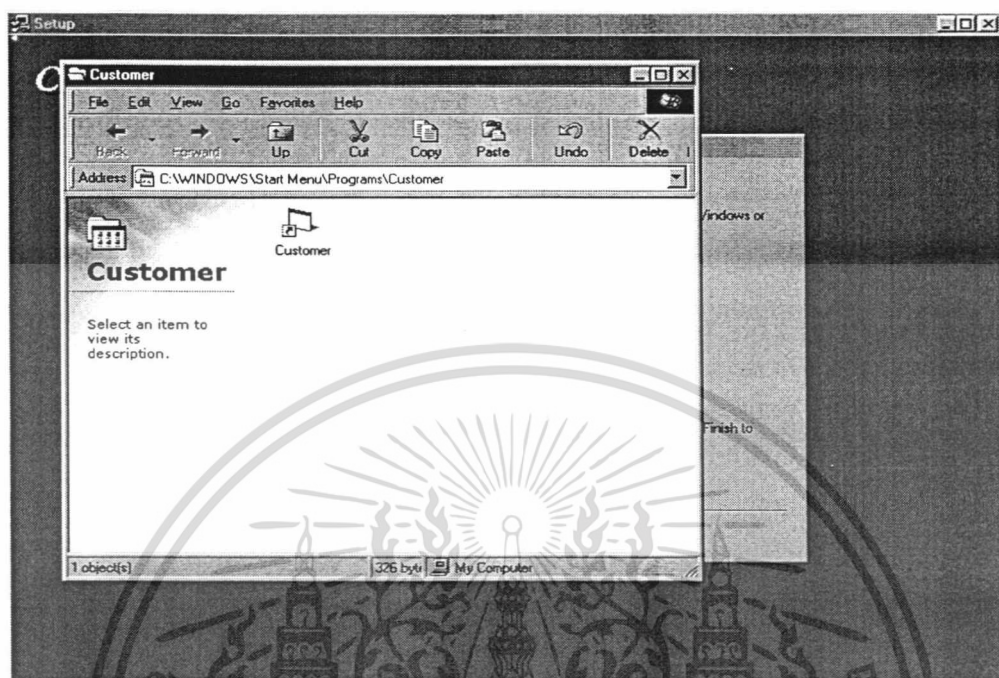 Setup
C
Customer
File Edit View Go Favorites Help
Back Forward Up Cut Copy Paste Undo Delete
Address C:\WINDOWS\Start Menu\Programs\Customer
Customer
Customer
Select an item to
view its
description.
Windows or
Finish to
1 object(s) 326 byte My Computer